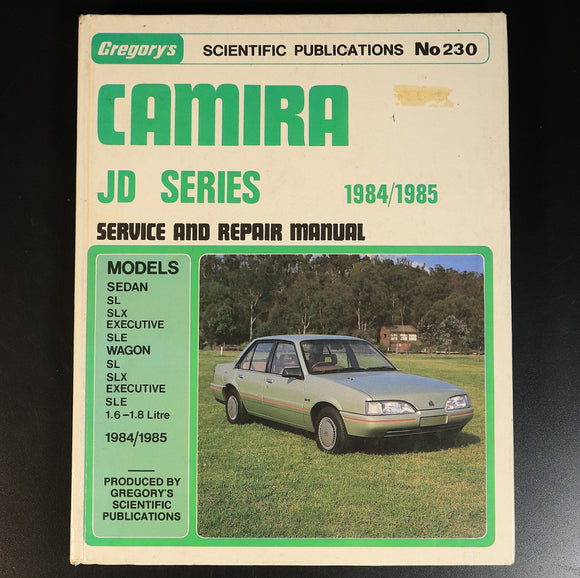 Gregory's
SCIENTIFIC PUBLICATIONS No 230
CAMIRA
JD SERIES 1984/1985
SERVICE AND REPAIR MANUAL
MODELS
SEDAN
SL
SLX
EXECUTIVE
SLE
WAGON
SL
SLX
EXECUTIVE
SLE
1.6–1.8 Litre
1984/1985
PRODUCED BY
GREGORY'S
SCIENTIFIC
PUBLICATIONS